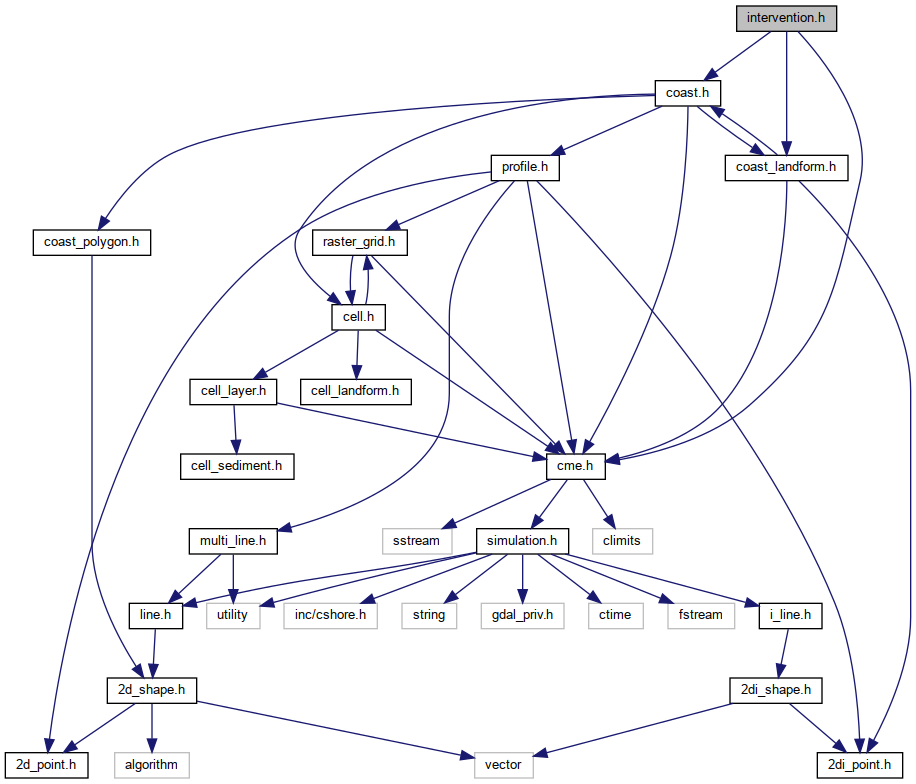 intervention.h
coast.h
profile.h
coast_landform.h
coast_polygon.h
raster_grid.h
cell.h
cell_layer.h
cell_landform.h
cell_sediment.h
cme.h
multi_line.h
sstream
simulation.h
climits
line.h
utility
inc/cshore.h
string
gdal_priv.h
ctime
fstream
i_line.h
2d_shape.h
2di_shape.h
2d_point.h
algorithm
vector
2di_point.h